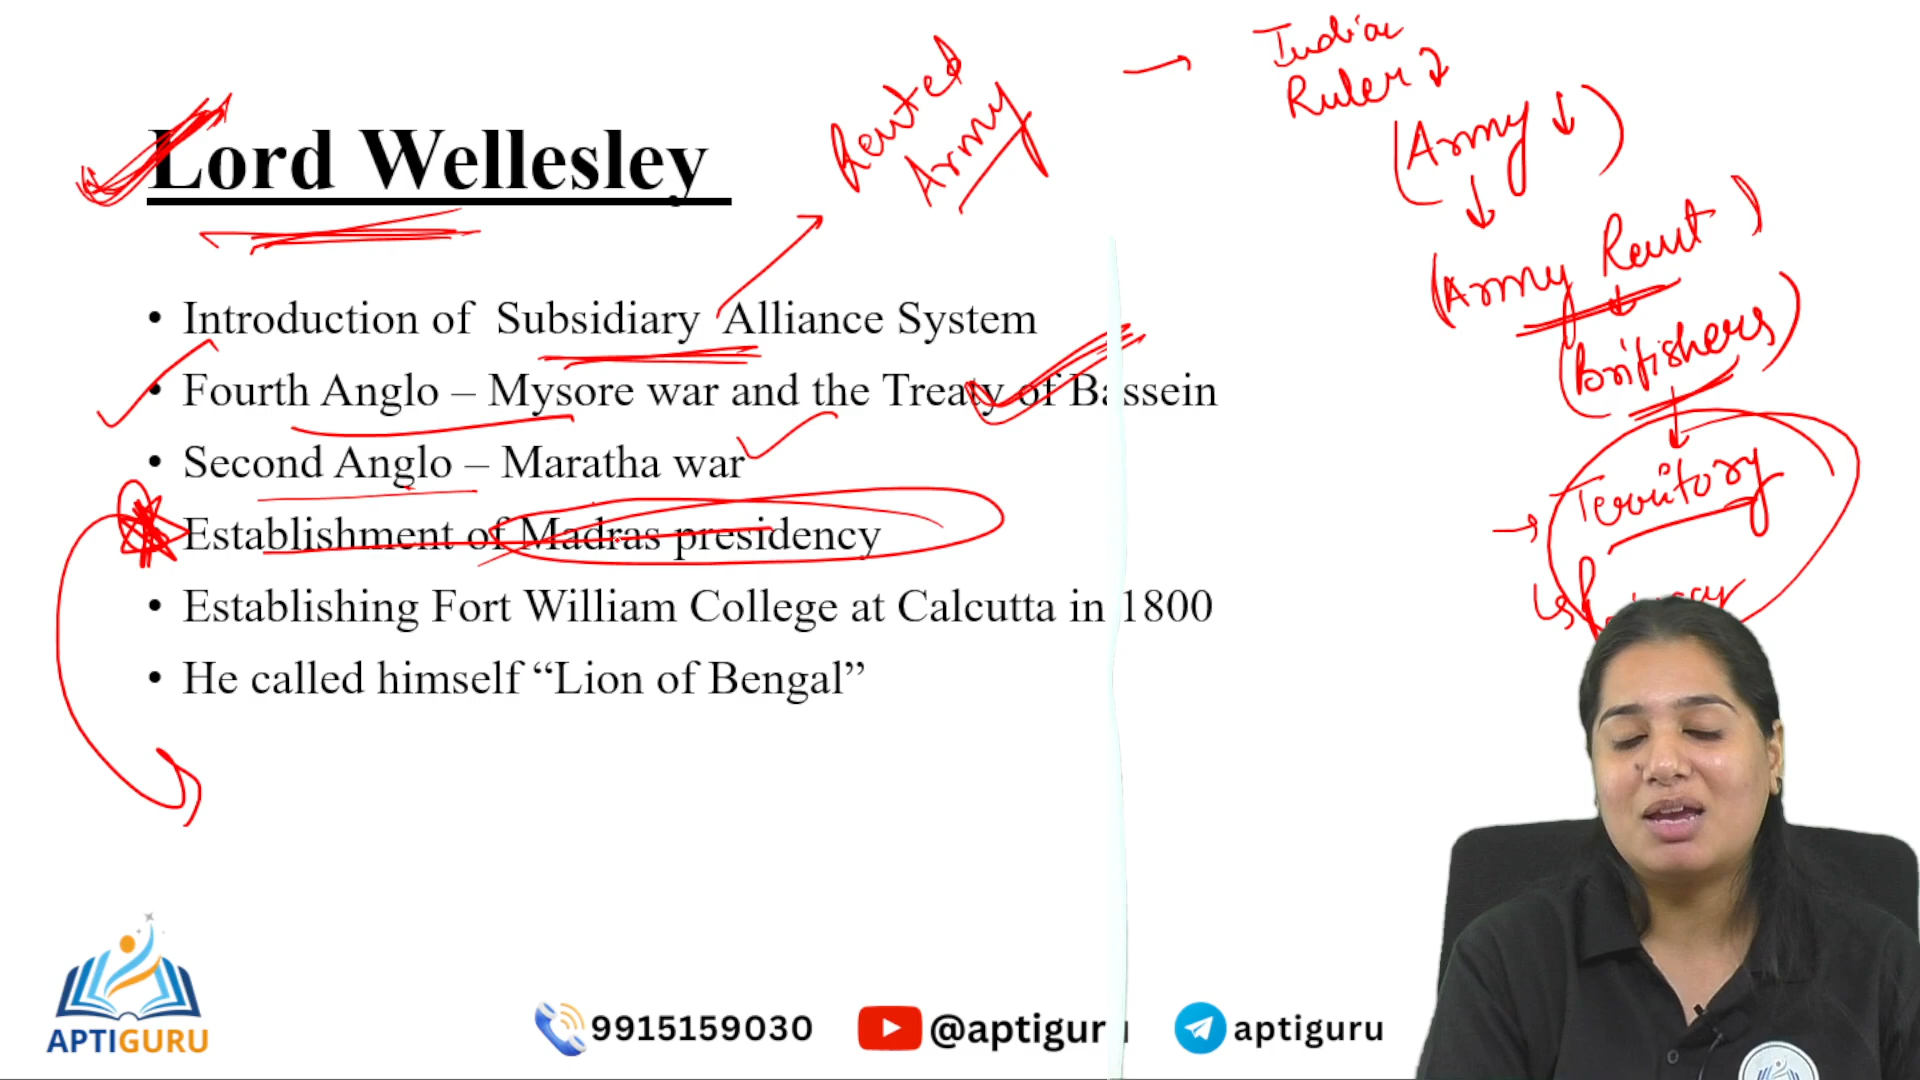 Lord Wellesley
Rented
Army
Indian
Ruler
(Army ↓)
(Army Rent)
(Britishers)
Territory
• Introduction of Subsidiary Alliance System
• Fourth Anglo – Mysore war and the Treaty of Bassein
• Second Anglo – Maratha war
Establishment of Madras presidency
• Establishing Fort William College at Calcutta in 1800
• He called himself “Lion of Bengal”
APTIGURU
9915159030
@aptigur
aptiguru